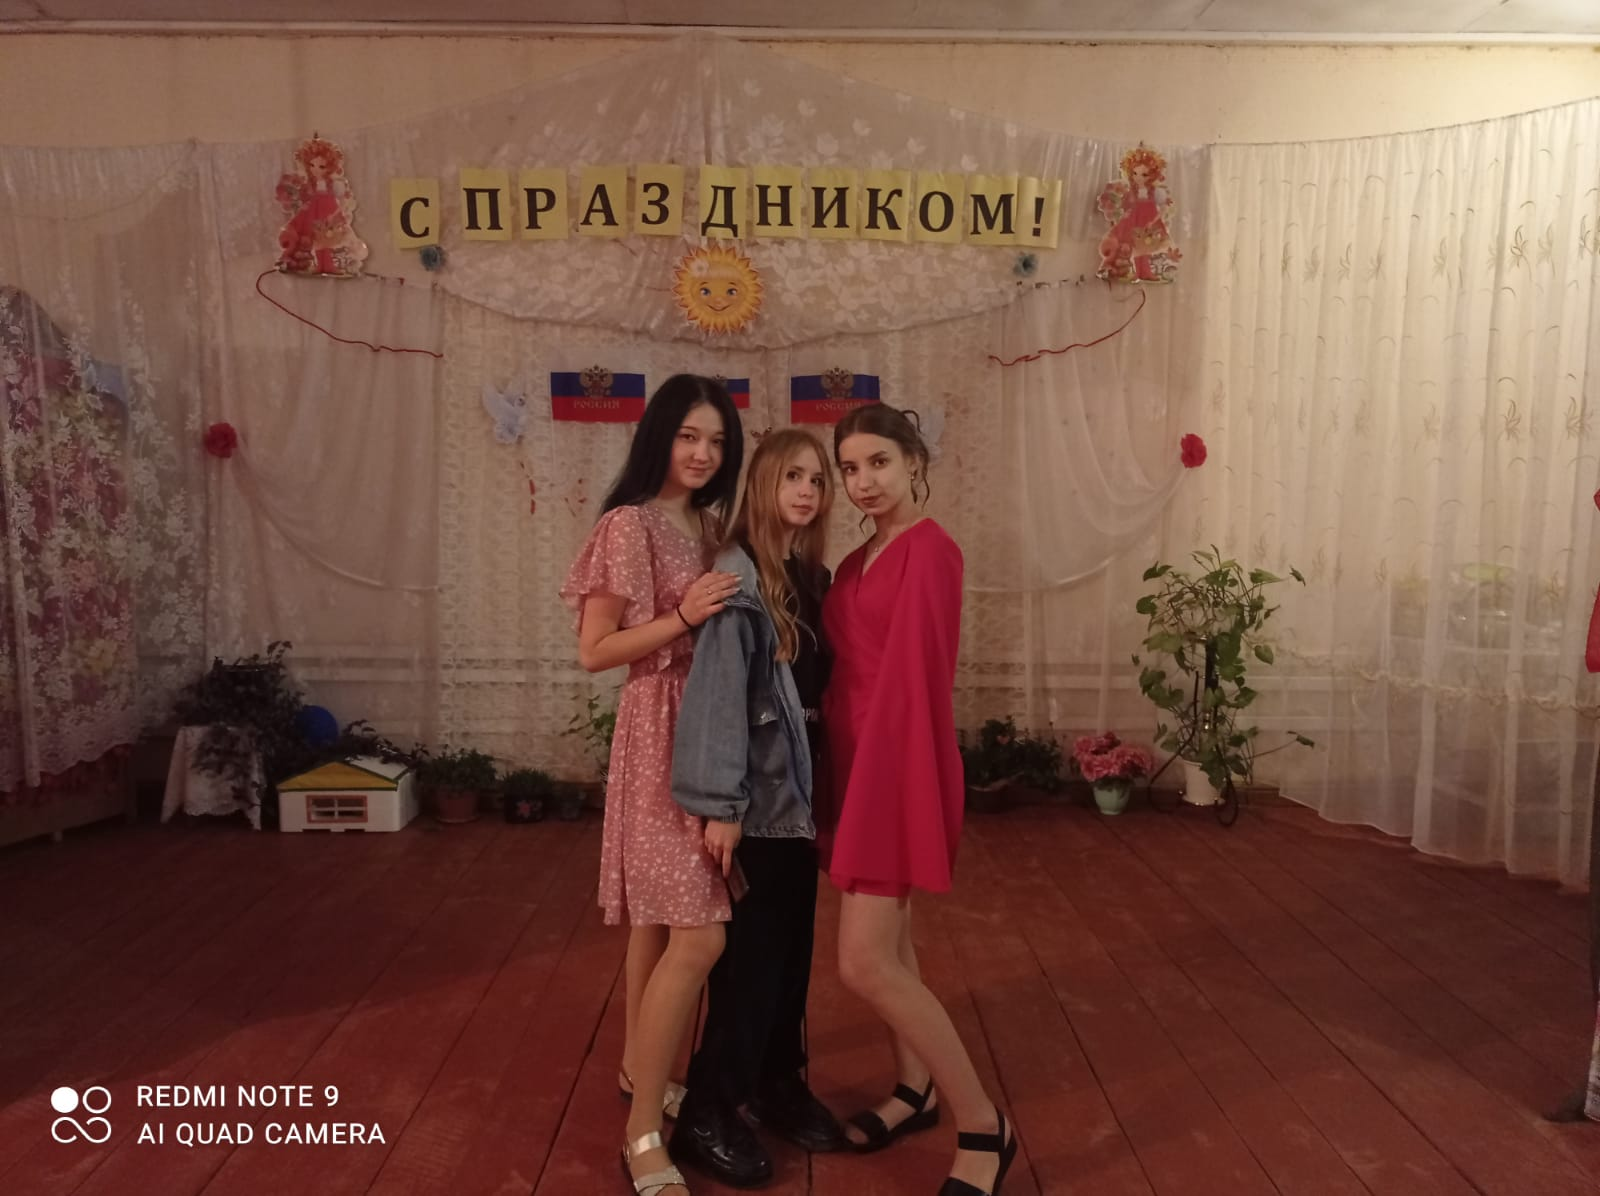 С ПРАЗДНИКОМ!
РОССИЯ
РОССИЯ
REDMI NOTE 9
AI QUAD CAMERA